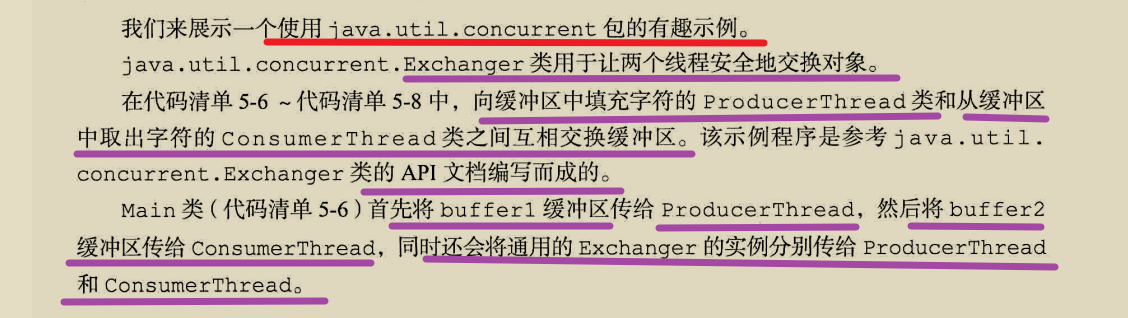 我们来展示一个使用 java.util.concurrent 包的有趣示例。
java.util.concurrent.Exchanger 类用于让两个线程安全地交换对象。
在代码清单 5-6 ~代码清单 5-8 中，向缓冲区中填充字符的 ProducerThread 类和从缓冲区
中取出字符的 ConsumerThread 类之间互相交换缓冲区。该示例程序是参考 java.util.
concurrent.Exchanger 类的 API 文档编写而成的。
Main 类（代码清单 5-6）首先将 buffer1 缓冲区传给 ProducerThread，然后将 buffer2
缓冲区传给 ConsumerThread，同时还会将通用的 Exchanger 的实例分别传给 ProducerThread
和 ConsumerThread。